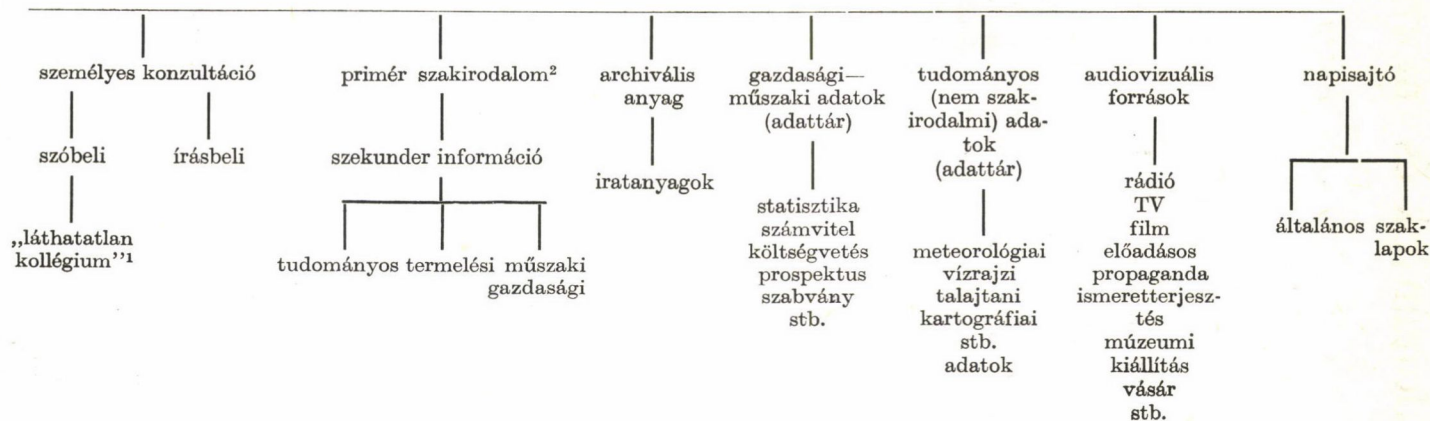 személyes konzultáció
szóbeli
írásbeli
„láthatatlan
kollégium”¹
primér szakirodalom²
szekunder információ
tudományos
termelési
műszaki
gazdasági
archivális
anyag
iratanyagok
gazdasági—
műszaki adatok
(adattár)
statisztika
számvitel
költségvetés
prospektus
szabvány
stb.
tudományos
(nem szak-
irodalmi) ada-
tok
(adattár)
meteorológiai
vízrajzi
talajtani
kartográfiai
stb.
adatok
audiovizuális
források
rádió
TV
film
előadásos
propaganda
ismeretterjesz-
tés
múzeumi
kiállítás
vásár
stb.
napisajtó
általános
szak-
lapok